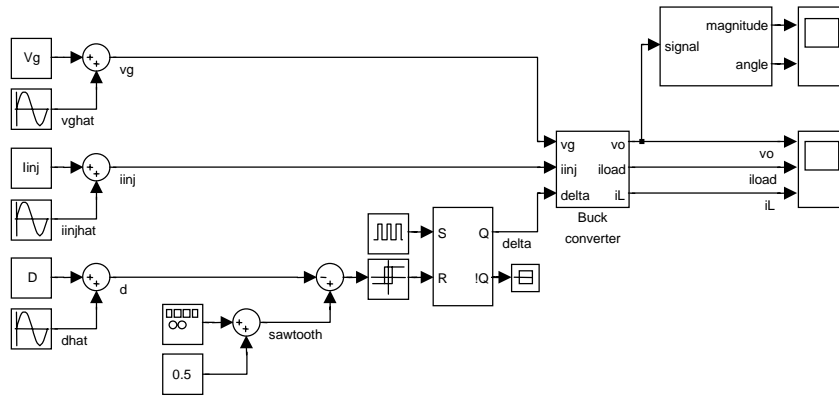 magnitude
signal
angle
Vg
vg
vghat
vg
vo
vo
Iinj
iinj
iinj
iload
iload
iinjhat
delta
iL
iL
Buck
converter
S
Q
delta
D
d
R
!Q
dhat
sawtooth
0.5